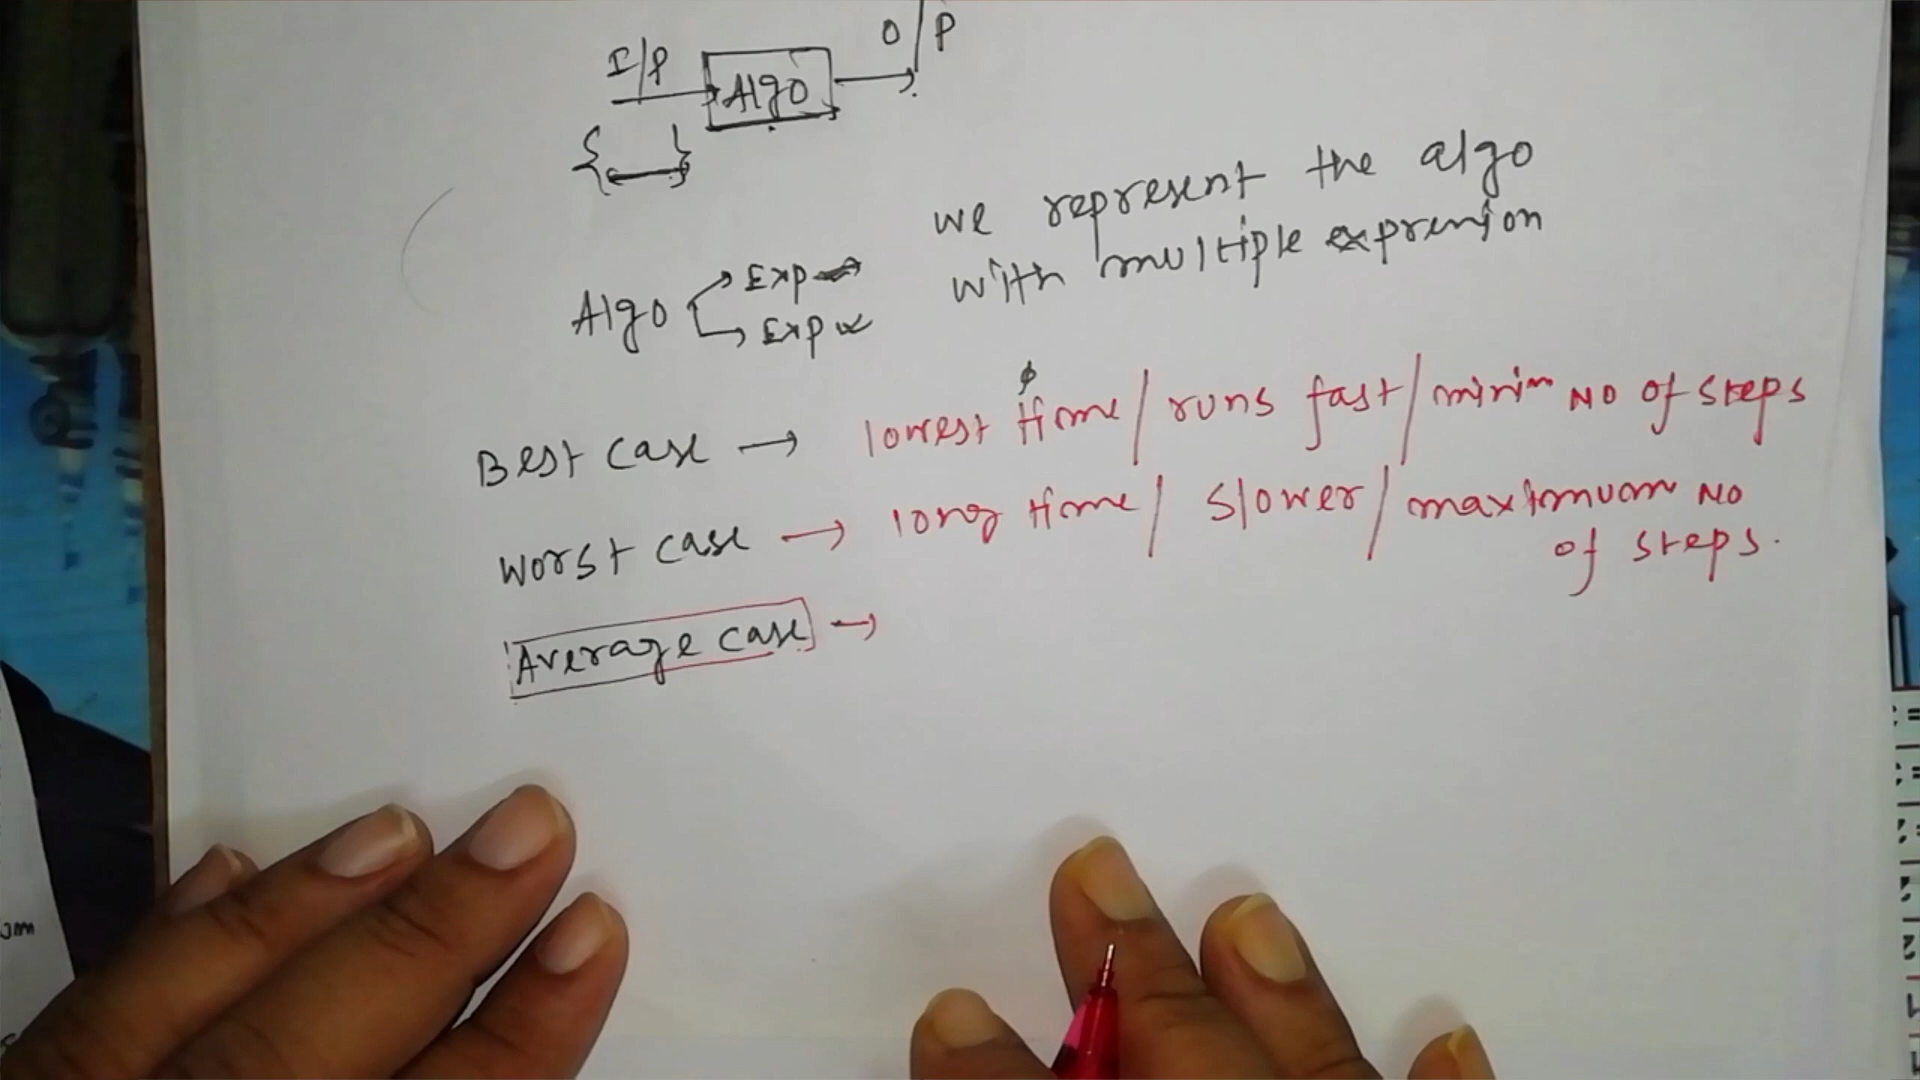 I/P Algo O/P
{ }
we represent the algo
with multiple expression
Algo Exp
Exp
Best case → lowest time / runs fast / minim NO of steps
worst case → long time / slower / maximum NO
of steps.
Average case →